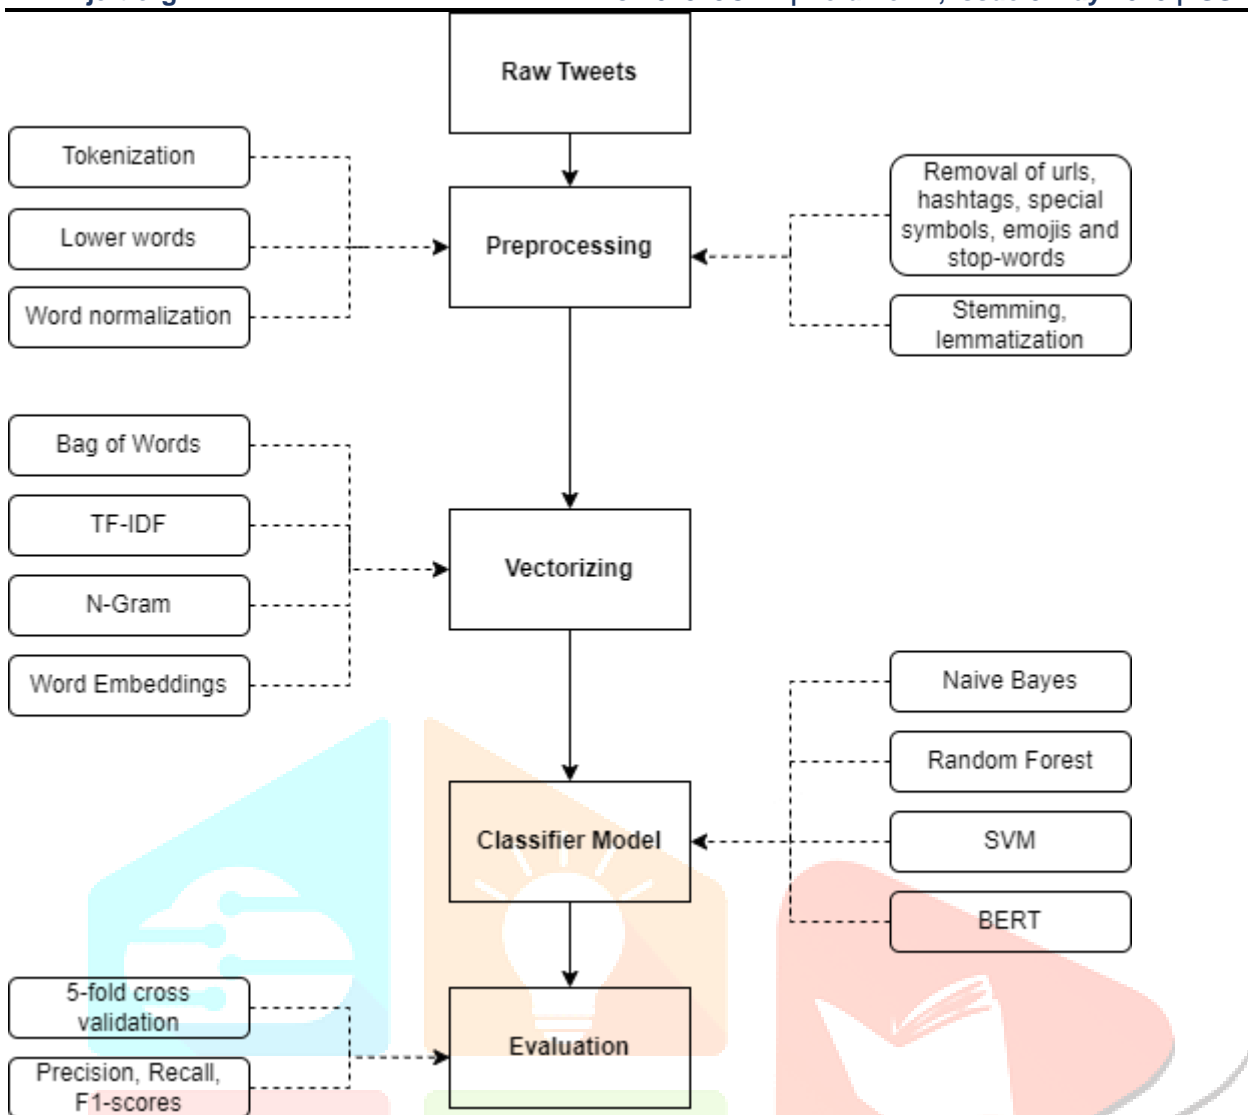 Raw Tweets
Tokenization
Lower words
Word normalization
Preprocessing
Removal of urls,
hashtags, special
symbols, emojis and
stop-words
Stemming,
lemmatization
Bag of Words
TF-IDF
N-Gram
Word Embeddings
Vectorizing
Naive Bayes
Random Forest
SVM
BERT
Classifier Model
5-fold cross
validation
Precision, Recall,
F1-scores
Evaluation